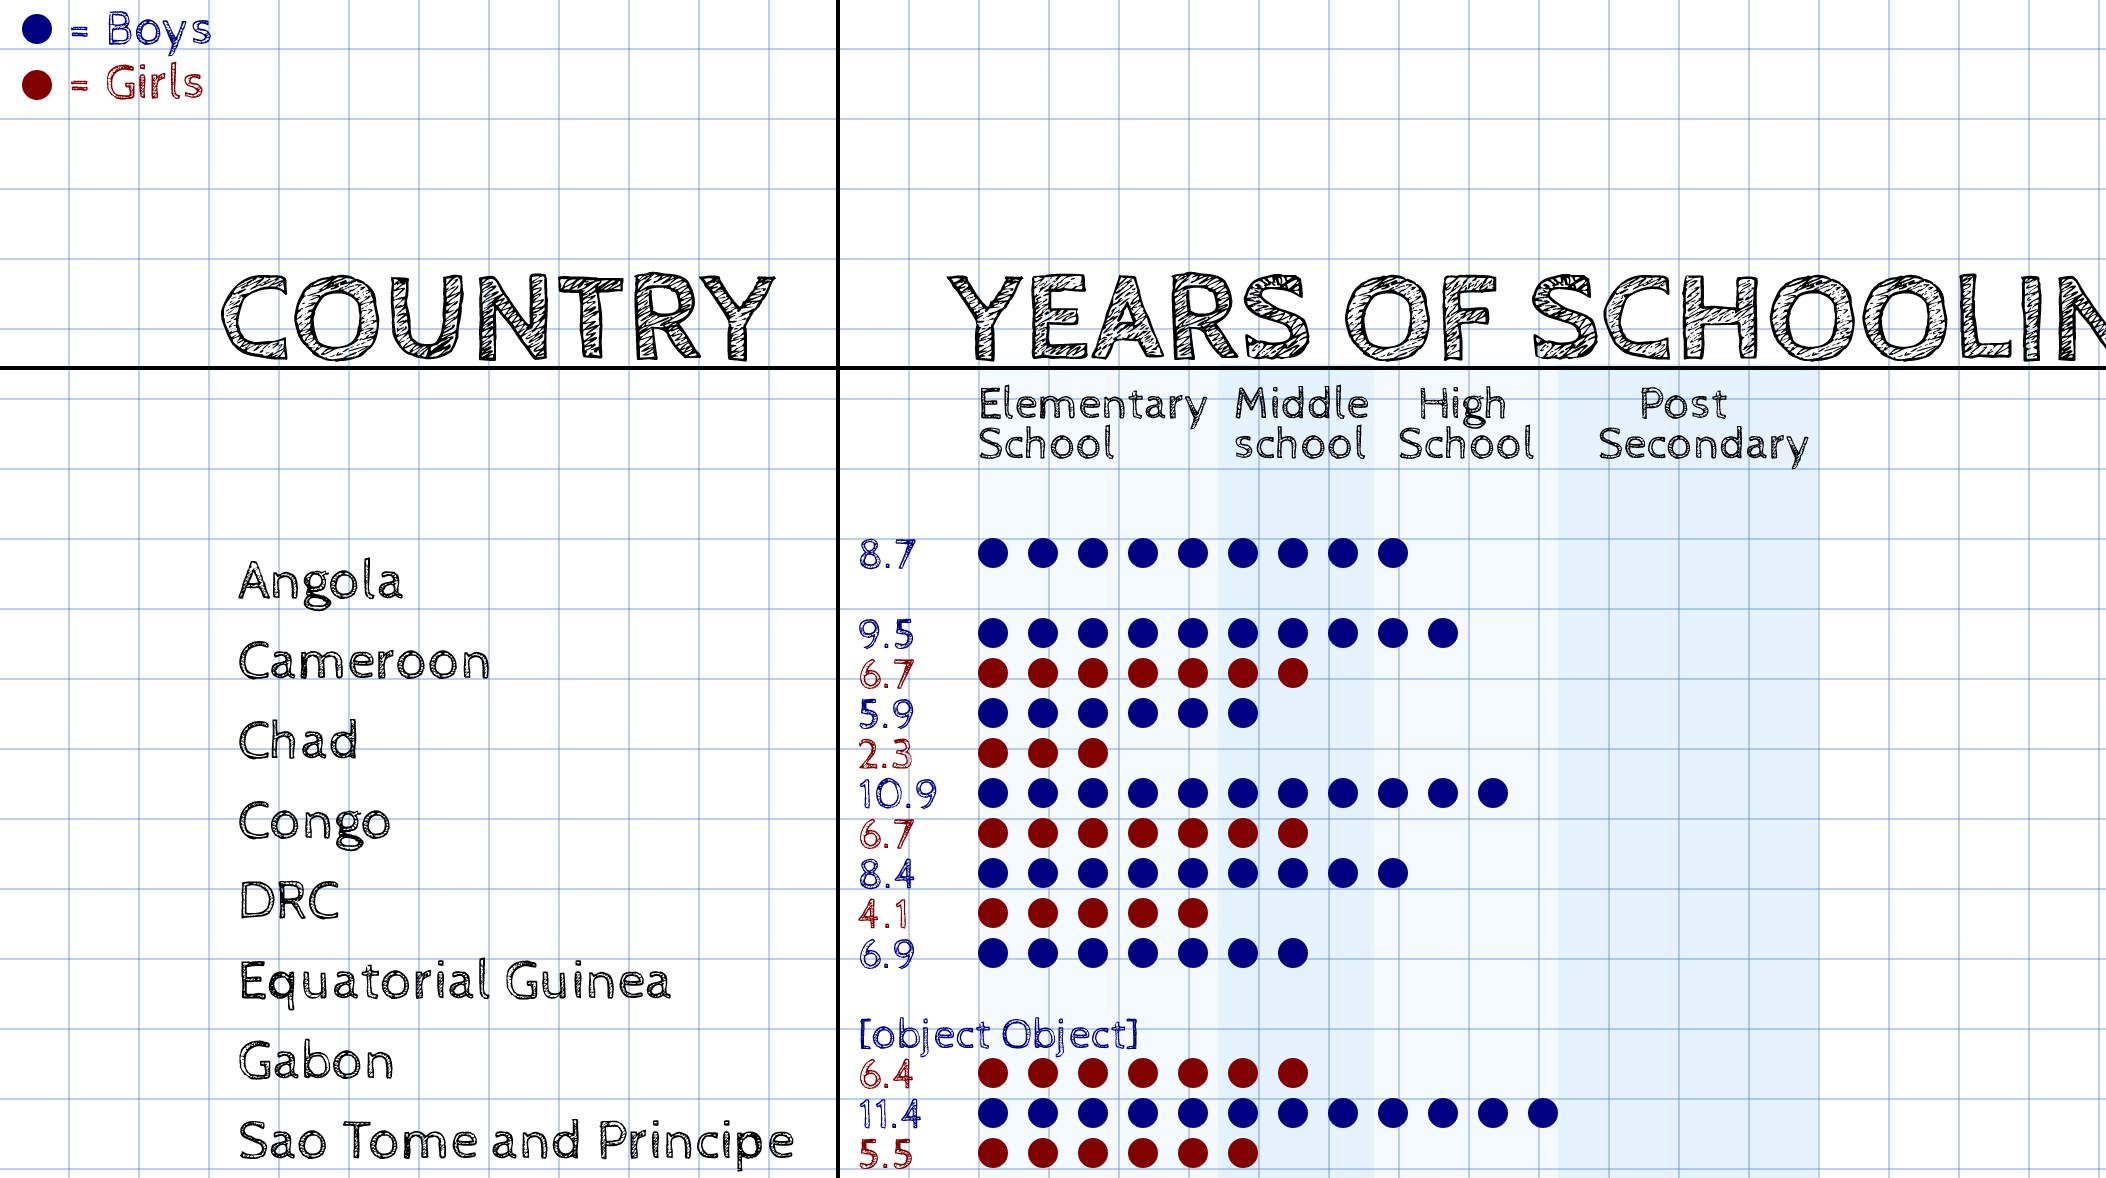 = Boys
= Girls
COUNTRY
YEARS OF SCHOOLIN
Elementary School
Middle school
High School
Post Secondary
Angola
8.7
Cameroon
9.5
6.7
Chad
5.9
2.3
Congo
10.9
6.7
DRC
8.4
4.1
Equatorial Guinea
6.9
Gabon
[object Object]
6.4
Sao Tome and Principe
11.4
5.5